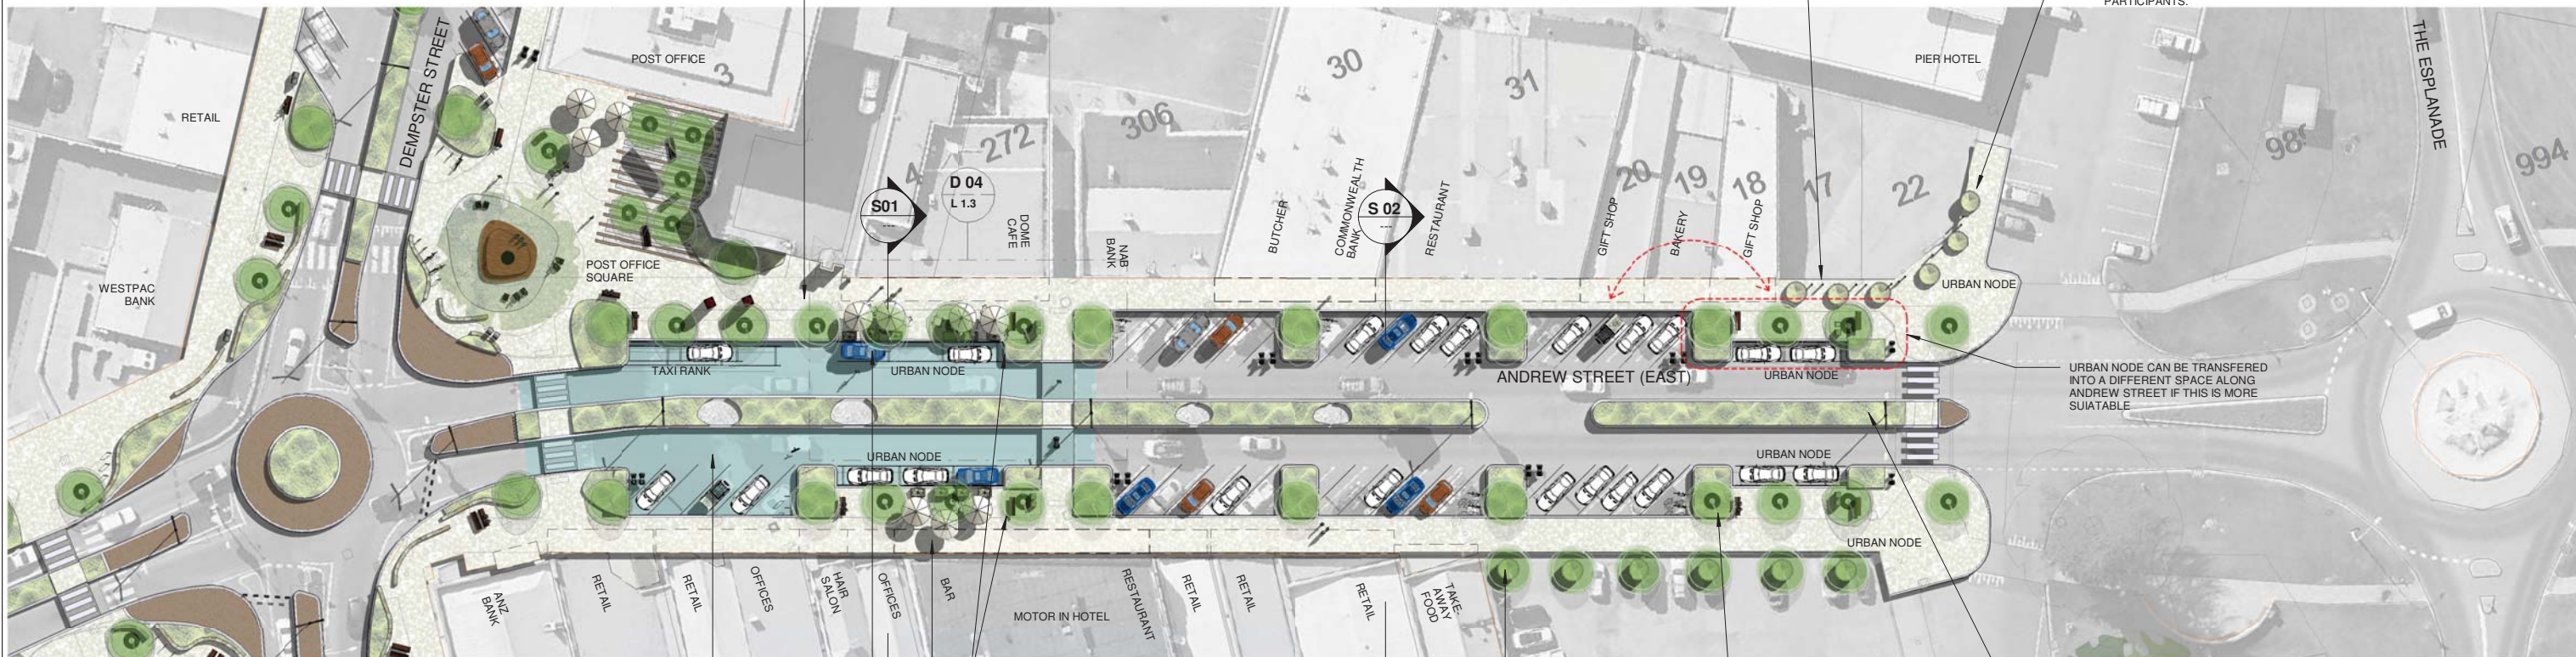 PARTICIPANTS.
DEMPSTER STREET
POST OFFICE
3
RETAIL
30
31
PIER HOTEL
THE ESPLANADE
306
272
4
994
D 04
L 1.3
S01
---
DOME
CAFE
NAB
BANK
BUTCHER
COMMONWEALTH
BANK
S 02
---
RESTAURANT
GIFT SHOP
20
BAKERY
19
GIFT SHOP
18
17
22
POST OFFICE
SQUARE
WESTPAC
BANK
URBAN NODE
TAXI RANK
URBAN NODE
ANDREW STREET (EAST)
URBAN NODE
URBAN NODE CAN BE TRANSFERED
INTO A DIFFERENT SPACE ALONG
ANDREW STREET IF THIS IS MORE
SUIATABLE
URBAN NODE
URBAN NODE
URBAN NODE
ANZ
BANK
RETAIL
RETAIL
OFFICES
HAIR
SALON
OFFICES
BAR
MOTOR IN HOTEL
RESTAURANT
RETAIL
RETAIL
RETAIL
TAKE-
AWAY
FOOD